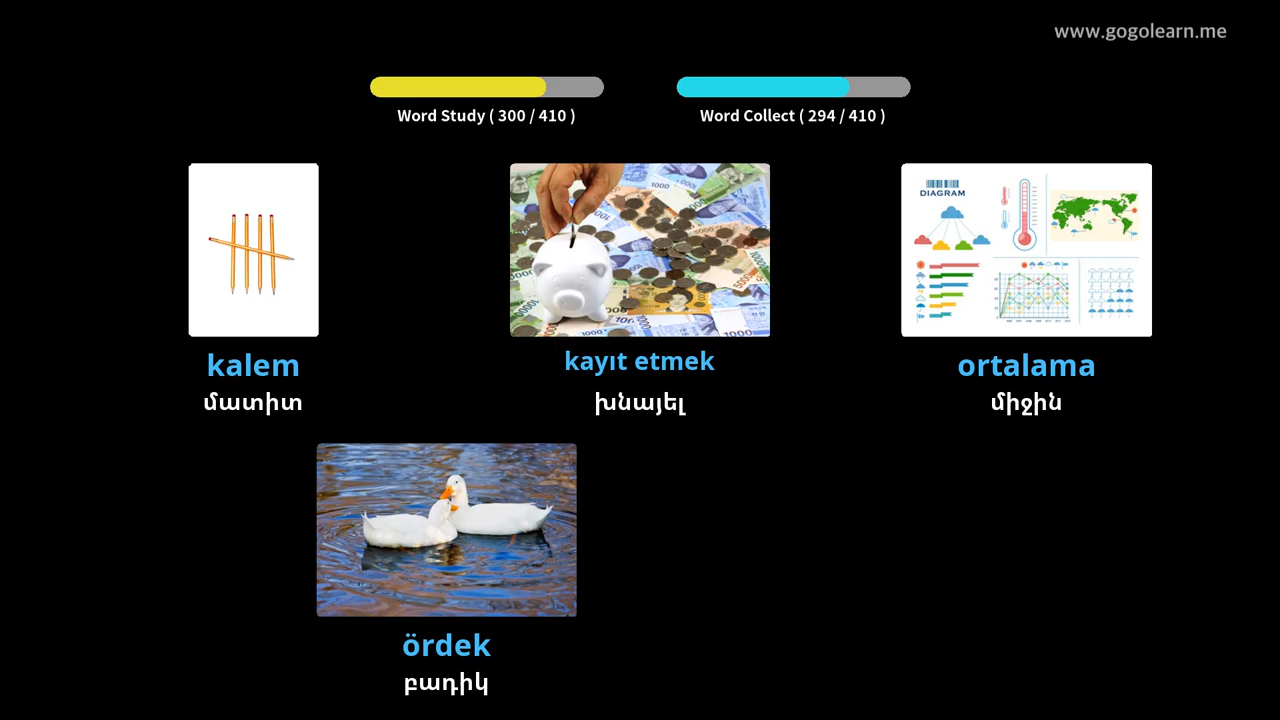 www.gogolearn.me
Word Study ( 300 / 410 )
Word Collect ( 294 / 410 )
DIAGRAM
kalem
մատիտ
kayıt etmek
խնայել
ortalama
միջին
ördek
բադիկ